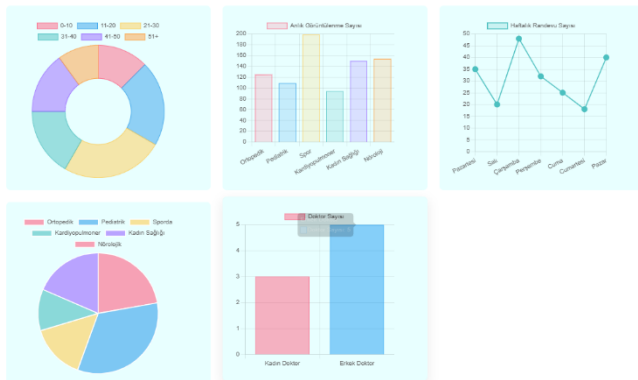 0-10 11-20 21-30
31-40 41-50 51+
Anlık Görüntülenme Sayısı
200
180
160
140
120
100
80
60
40
20
0
Ortopedik Pediatrik Spor Kardiyopulmoner Kadın Sağlığı Nöroloji
Haftalık Randevu Sayısı
50
45
40
35
30
25
20
15
10
5
0
Pazartesi Salı Çarşamba Perşembe Cuma Cumartesi Pazar
Ortopedik Pediatrik Sporda
Kardiyopulmoner Kadın Sağlığı
Nörolojik
Doktor Sayısı
5
4
3
2
1
0
Kadın Doktor Erkek Doktor